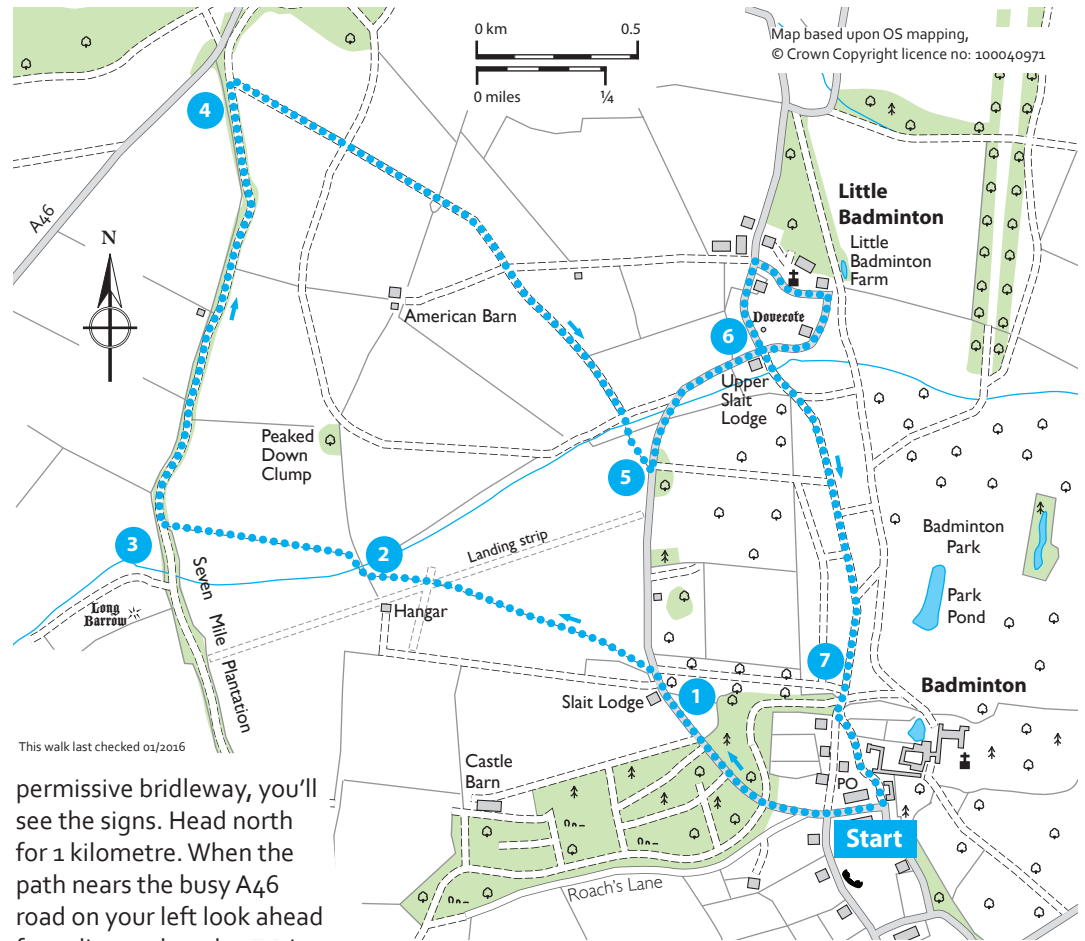 0 km 0.5
0 miles ¼
Map based upon OS mapping,
© Crown Copyright licence no: 100040971
4
A46
N
Little
Badminton
Little
Badminton
Farm
American Barn
Dovecote
6
Upper
Slait
Lodge
Peaked
Down
Clump
5
3
2
Landing strip
Badminton
Park
Long
Barrow
Seven Mile Plantation
Hangar
Park
Pond
7
1
Badminton
Slait Lodge
This walk last checked 01/2016
Castle
Barn
PO
Start
Roach's Lane
permissive bridleway, you'll
see the signs. Head north
for 1 kilometre. When the
path nears the busy A46
road on your left look ahead